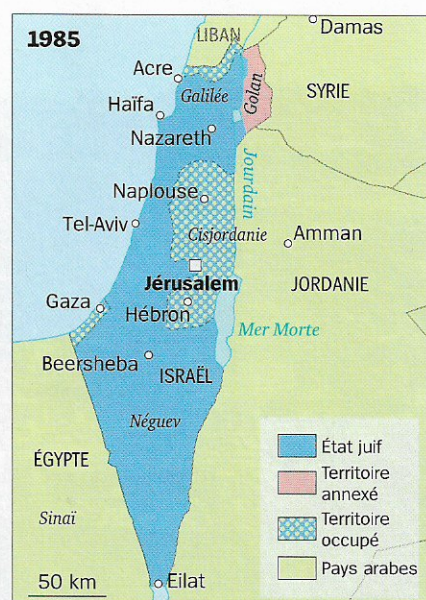 1985
LIBAN
Damas
Acre
Galilée
Golan
SYRIE
Haïfa
Nazareth
Jourdain
Naplouse
Tel-Aviv
Cisjordanie
Amman
Jérusalem
JORDANIE
Gaza
Hébron
Mer Morte
Beersheba
ISRAËL
Néguev
ÉGYPTE
Sinaï
État juif
Territoire
annexé
Territoire
occupé
Pays arabes
50 km
Eilat